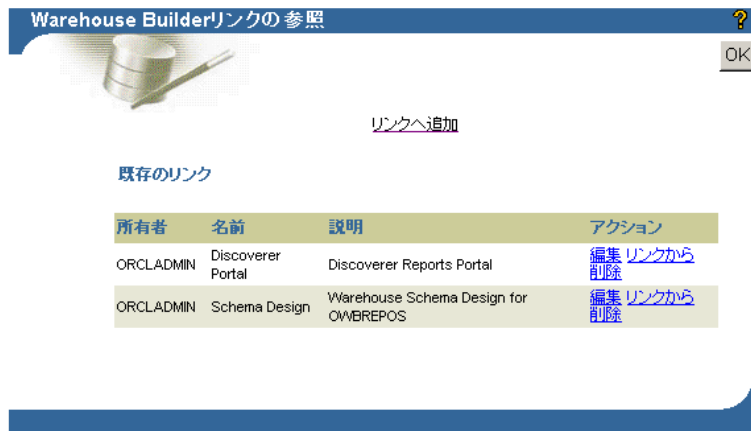 Warehouse Builderリンクの参照
?
OK
リンクへ追加
既存のリンク
所有者 名前 説明 アクション
ORCLADMIN Discoverer Portal Discoverer Reports Portal 編集 リンクから削除
ORCLADMIN Schema Design Warehouse Schema Design for OWBREPOS 編集 リンクから削除